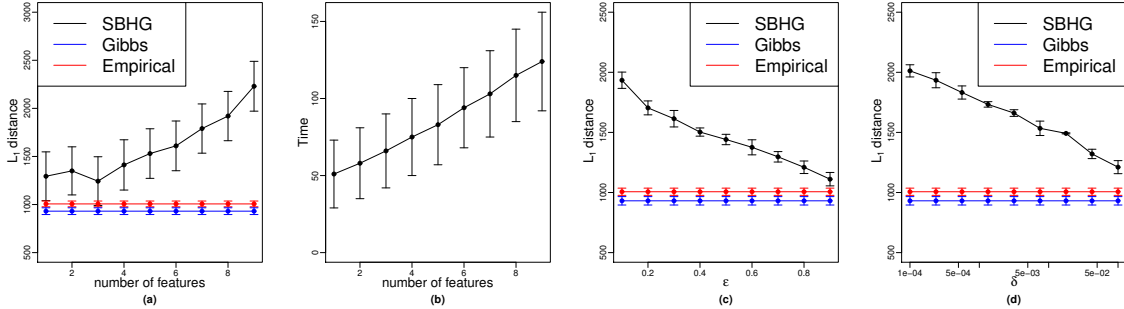 SBHG
Gibbs
Empirical
L1 distance
500 1000 1500 2000 2500 3000
2 4 6 8
number of features
(a)
Time
0 50 100 150
2 4 6 8
number of features
(b)
SBHG
Gibbs
Empirical
L1 distance
500 1000 1500 2000 2500
0.2 0.4 0.6 0.8
ε
(c)
SBHG
Gibbs
Empirical
L1 distance
500 1000 1500 2000 2500
1e−04 5e−04 5e−03 5e−02
δ
(d)